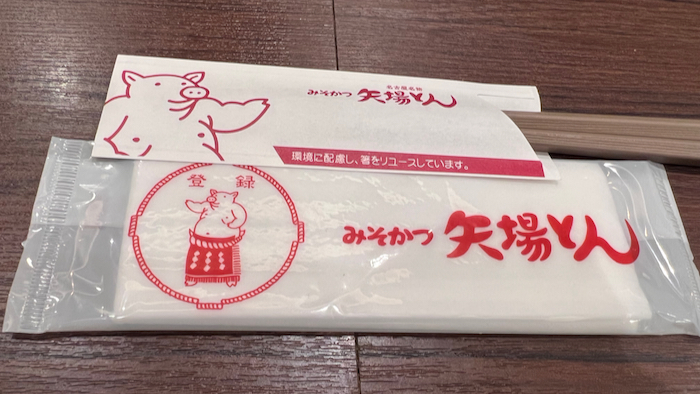 名古屋名物
みそかつ 矢場とん
環境に配慮し、箸をリユースしています。
登録
みそかつ 矢場とん